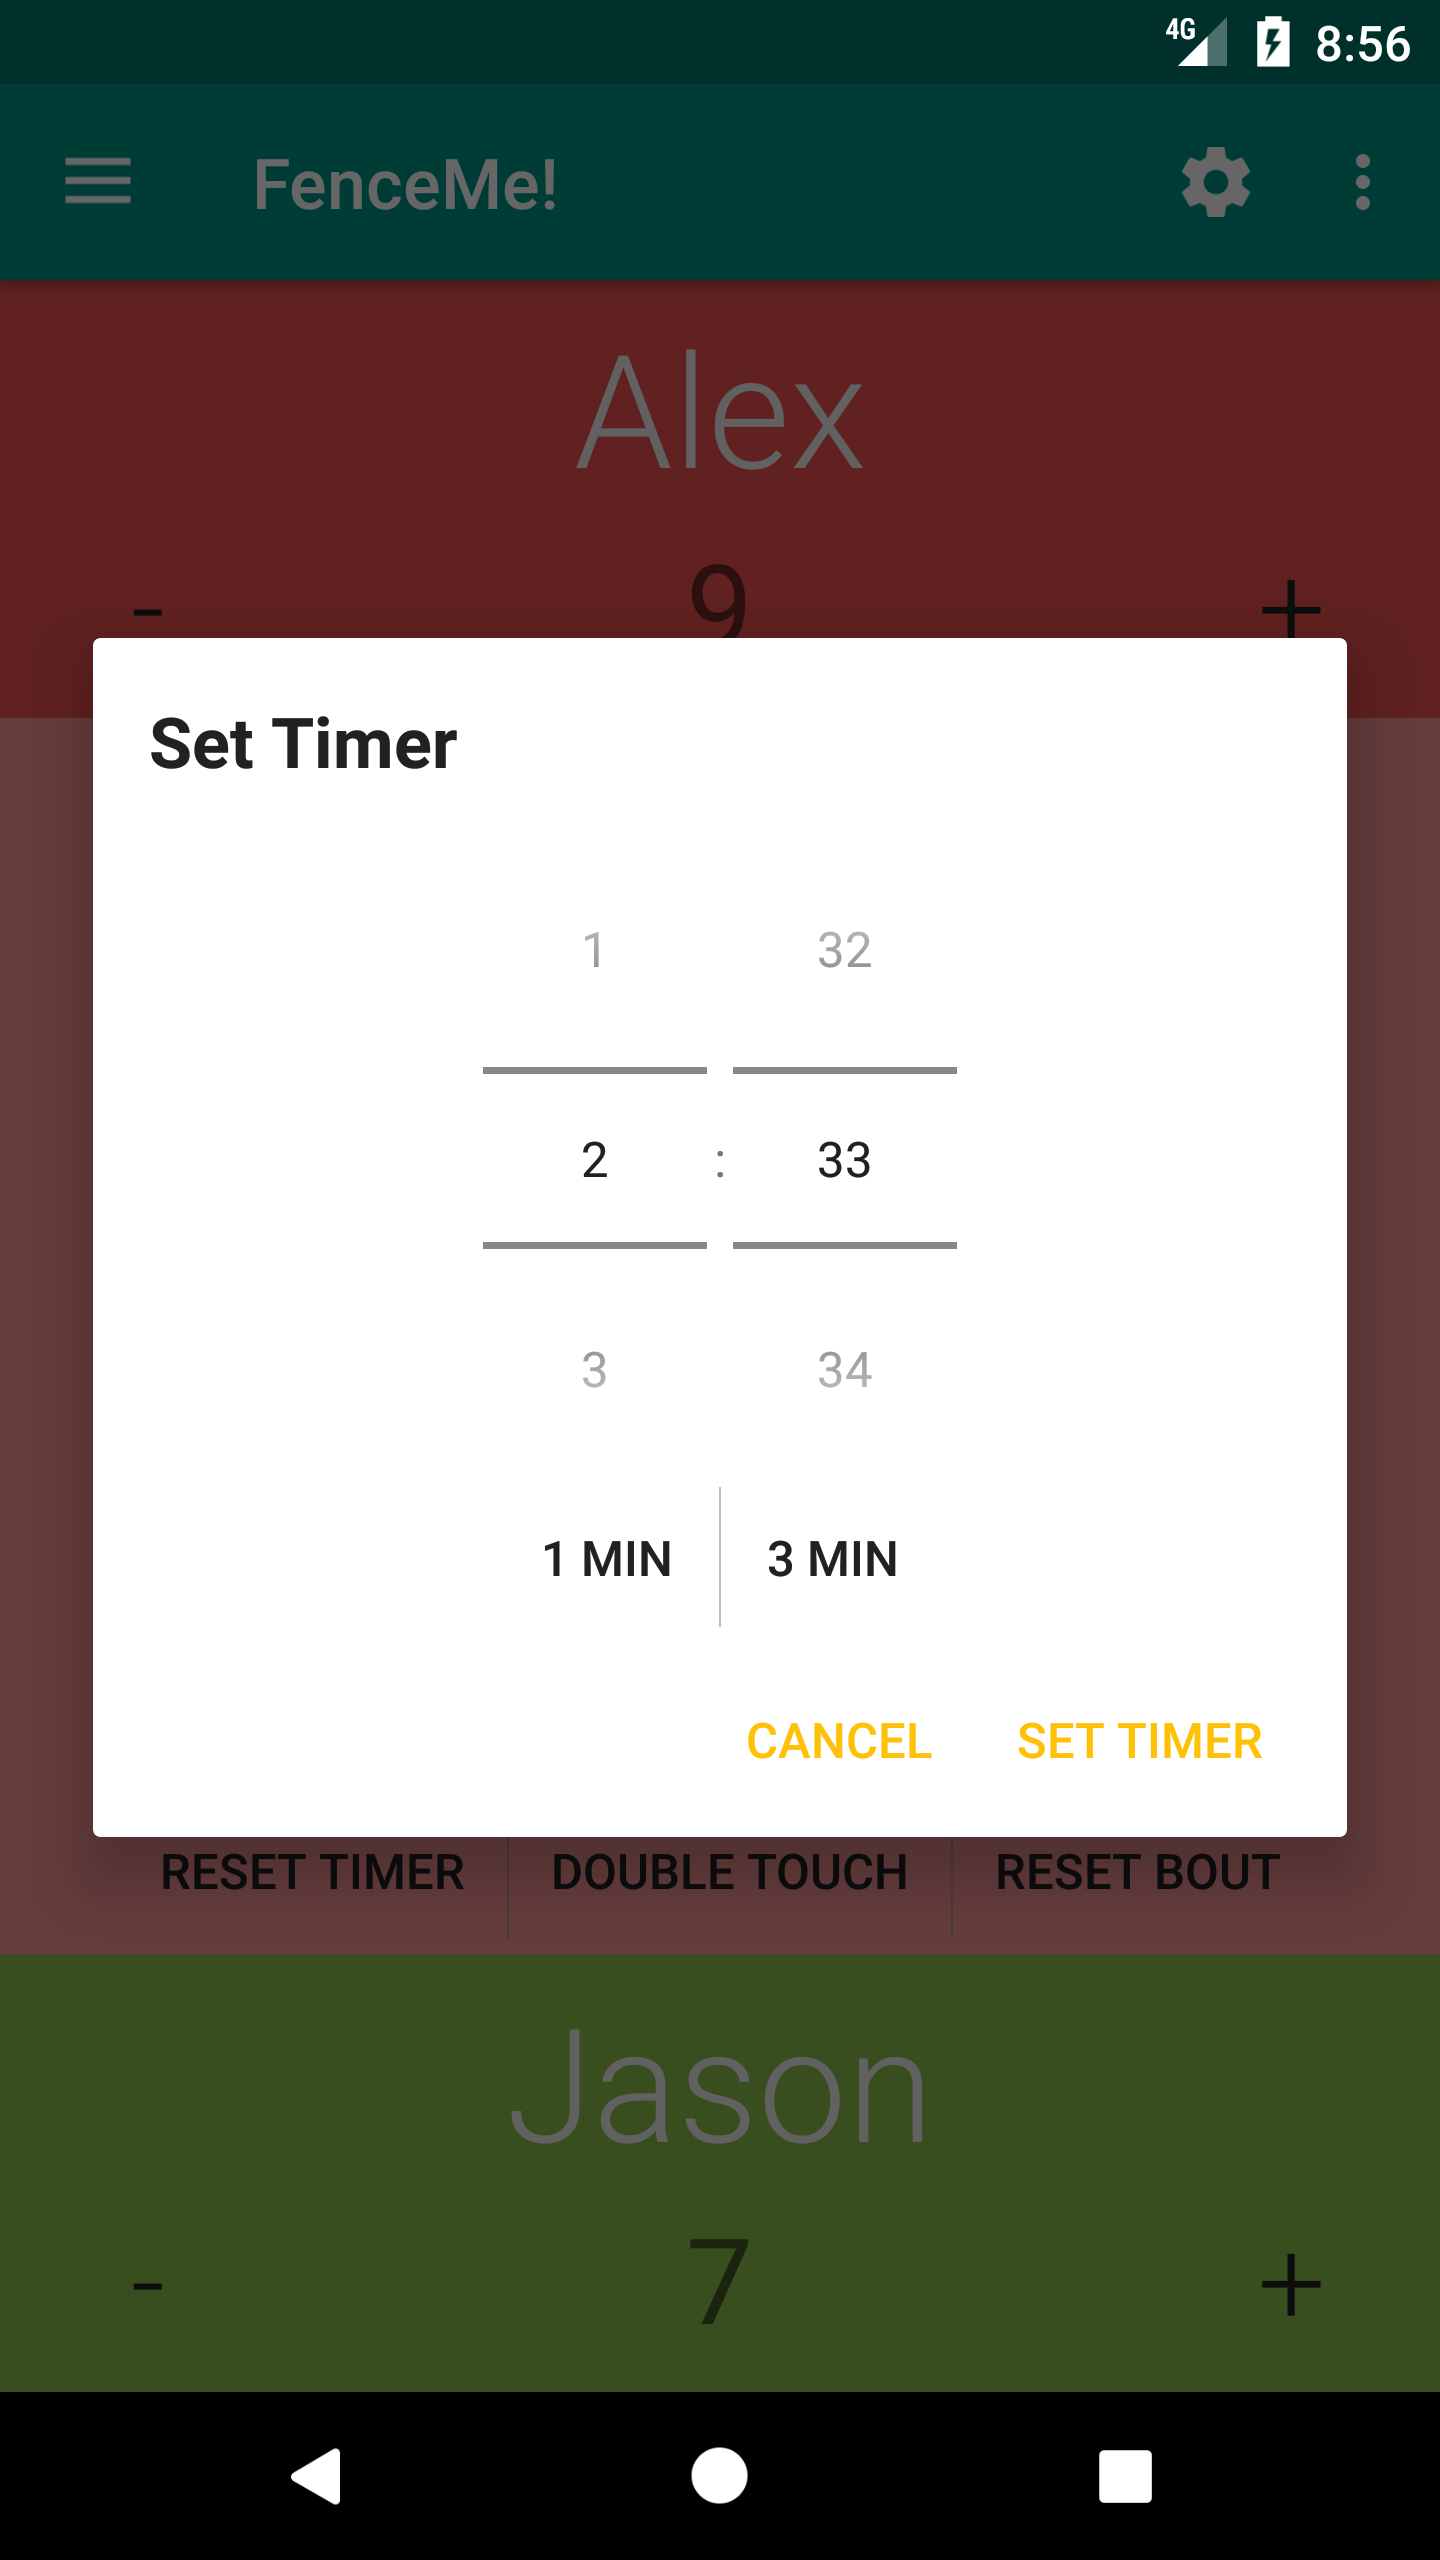 4G 8:56
FenceMe!
Alex
- 9 +
Set Timer
1 32
2 : 33
3 34
1 MIN 3 MIN
CANCEL SET TIMER
RESET TIMER DOUBLE TOUCH RESET BOUT
Jason
- 7 +